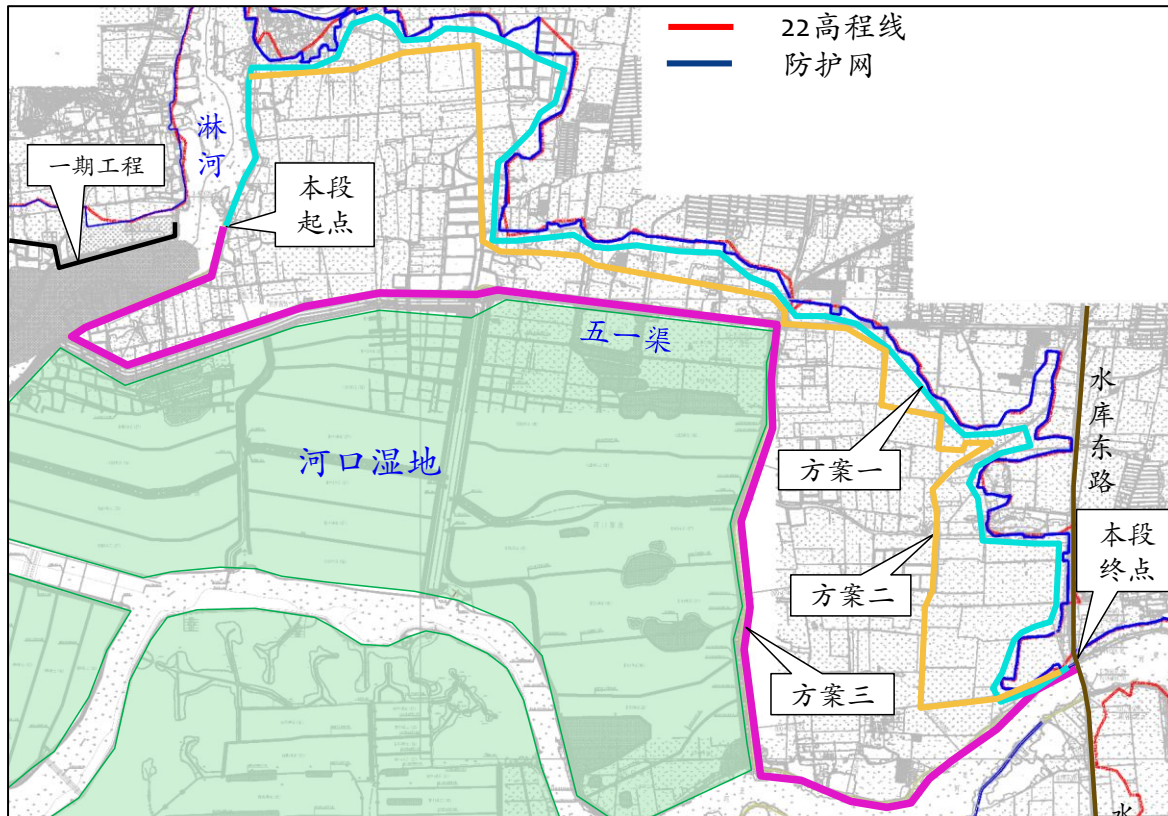 22高程线
防护网
淋河
一期工程
本段
起点
五一渠
水库东路
河口湿地
方案一
本段
终点
方案二
方案三
水